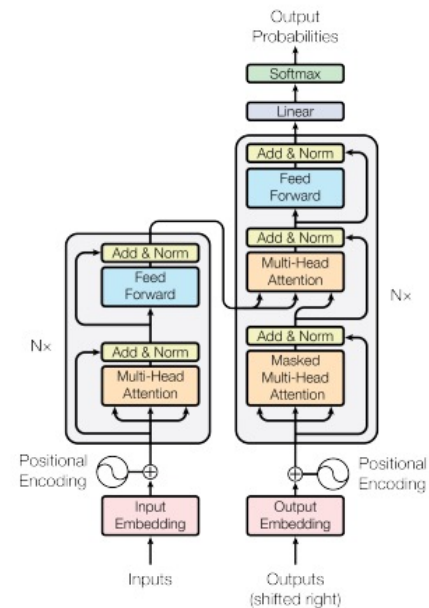 Output
Probabilities
Softmax
Linear
Add & Norm
Feed
Forward
Add & Norm
Multi-Head
Attention
Nx
Add & Norm
Masked
Multi-Head
Attention
Add & Norm
Feed
Forward
Nx
Add & Norm
Multi-Head
Attention
Positional
Encoding
Positional
Encoding
Input
Embedding
Output
Embedding
Inputs
Outputs
(shifted right)